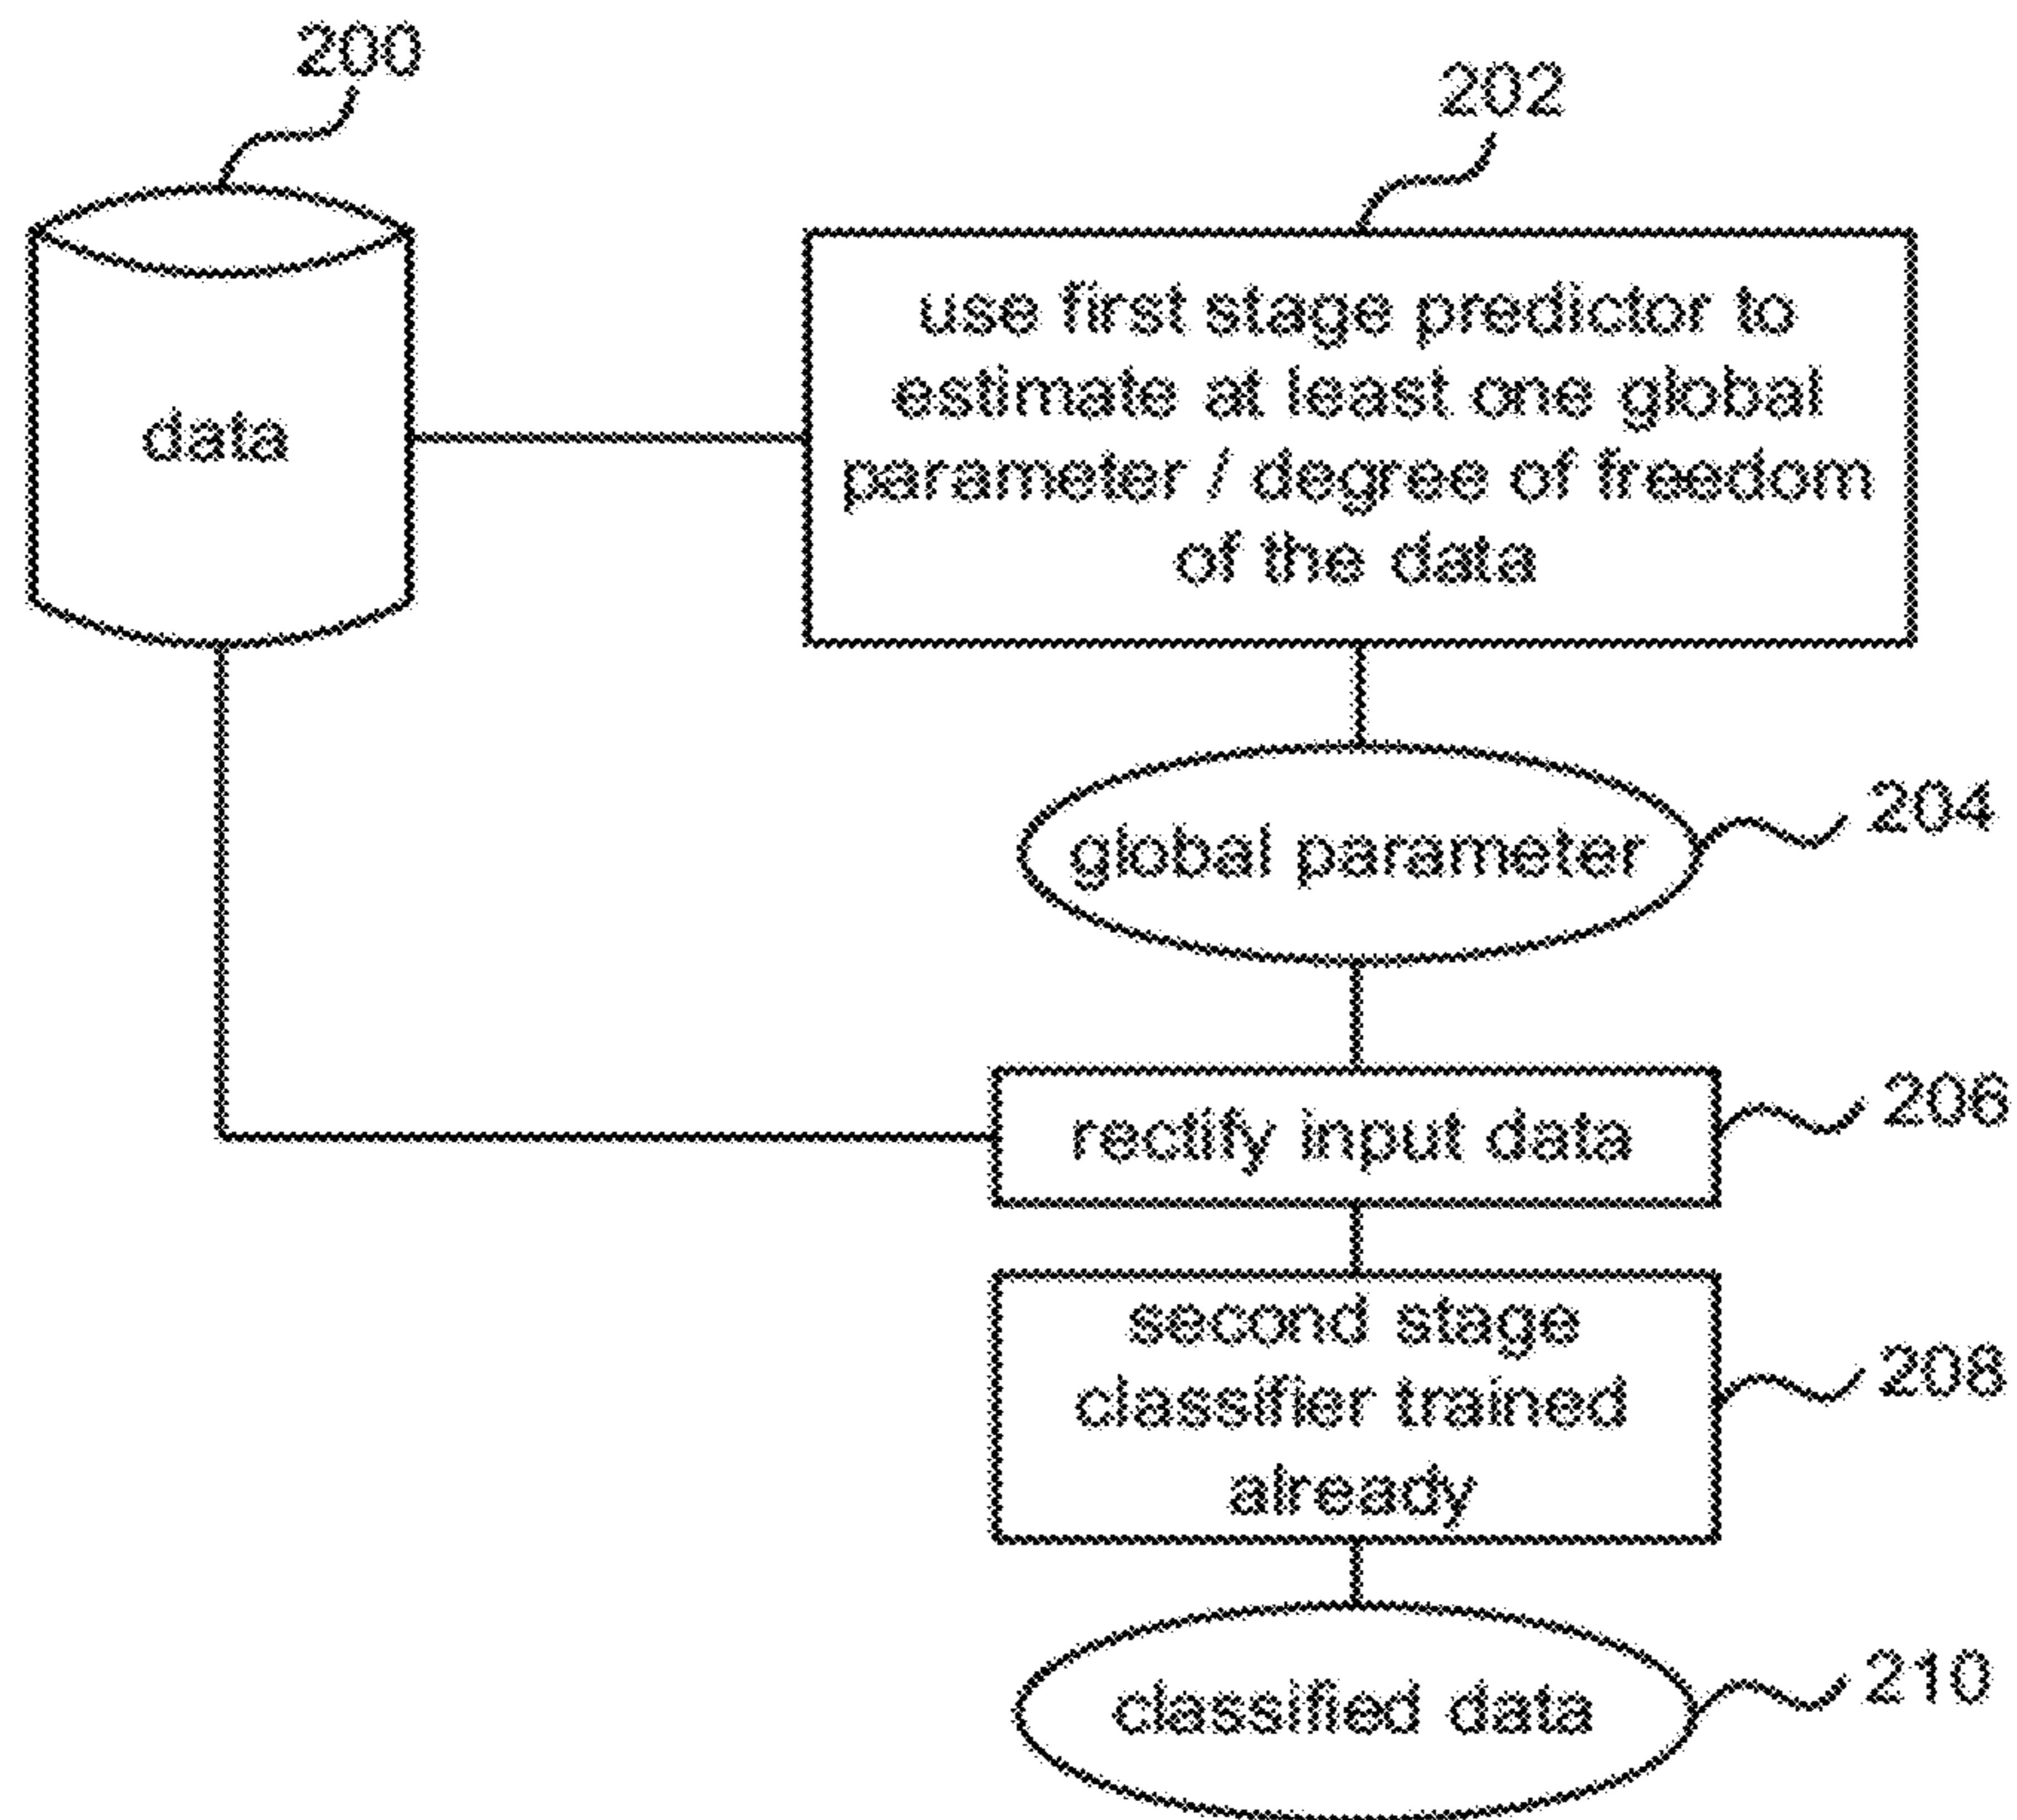 200
202
data
use first stage predictor to
estimate at least one global
parameter / degree of freedom
of the data
204
global parameter
206
rectify input data
second stage
classifier trained
already
208
210
classified data